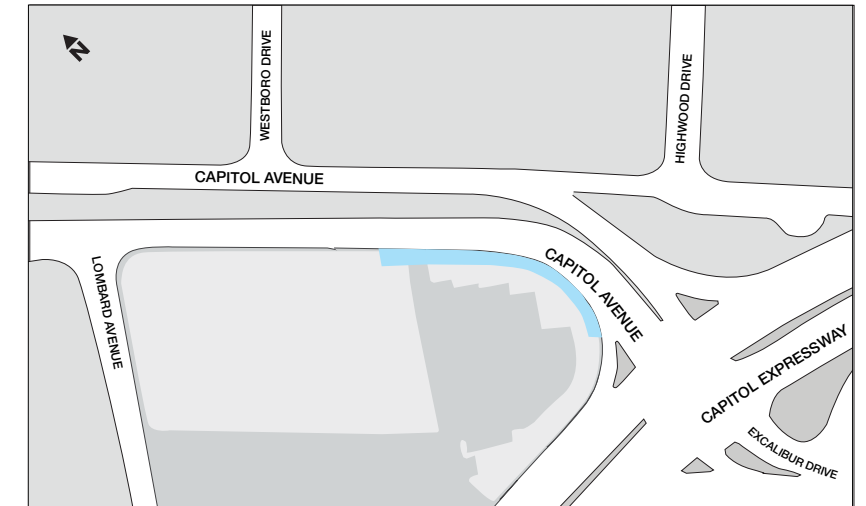 N
WESTBORO DRIVE
HIGHWOOD DRIVE
CAPITOL AVENUE
LOMBARD AVENUE
CAPITOL AVENUE
CAPITOL EXPRESSWAY
EXCALIBUR DRIVE